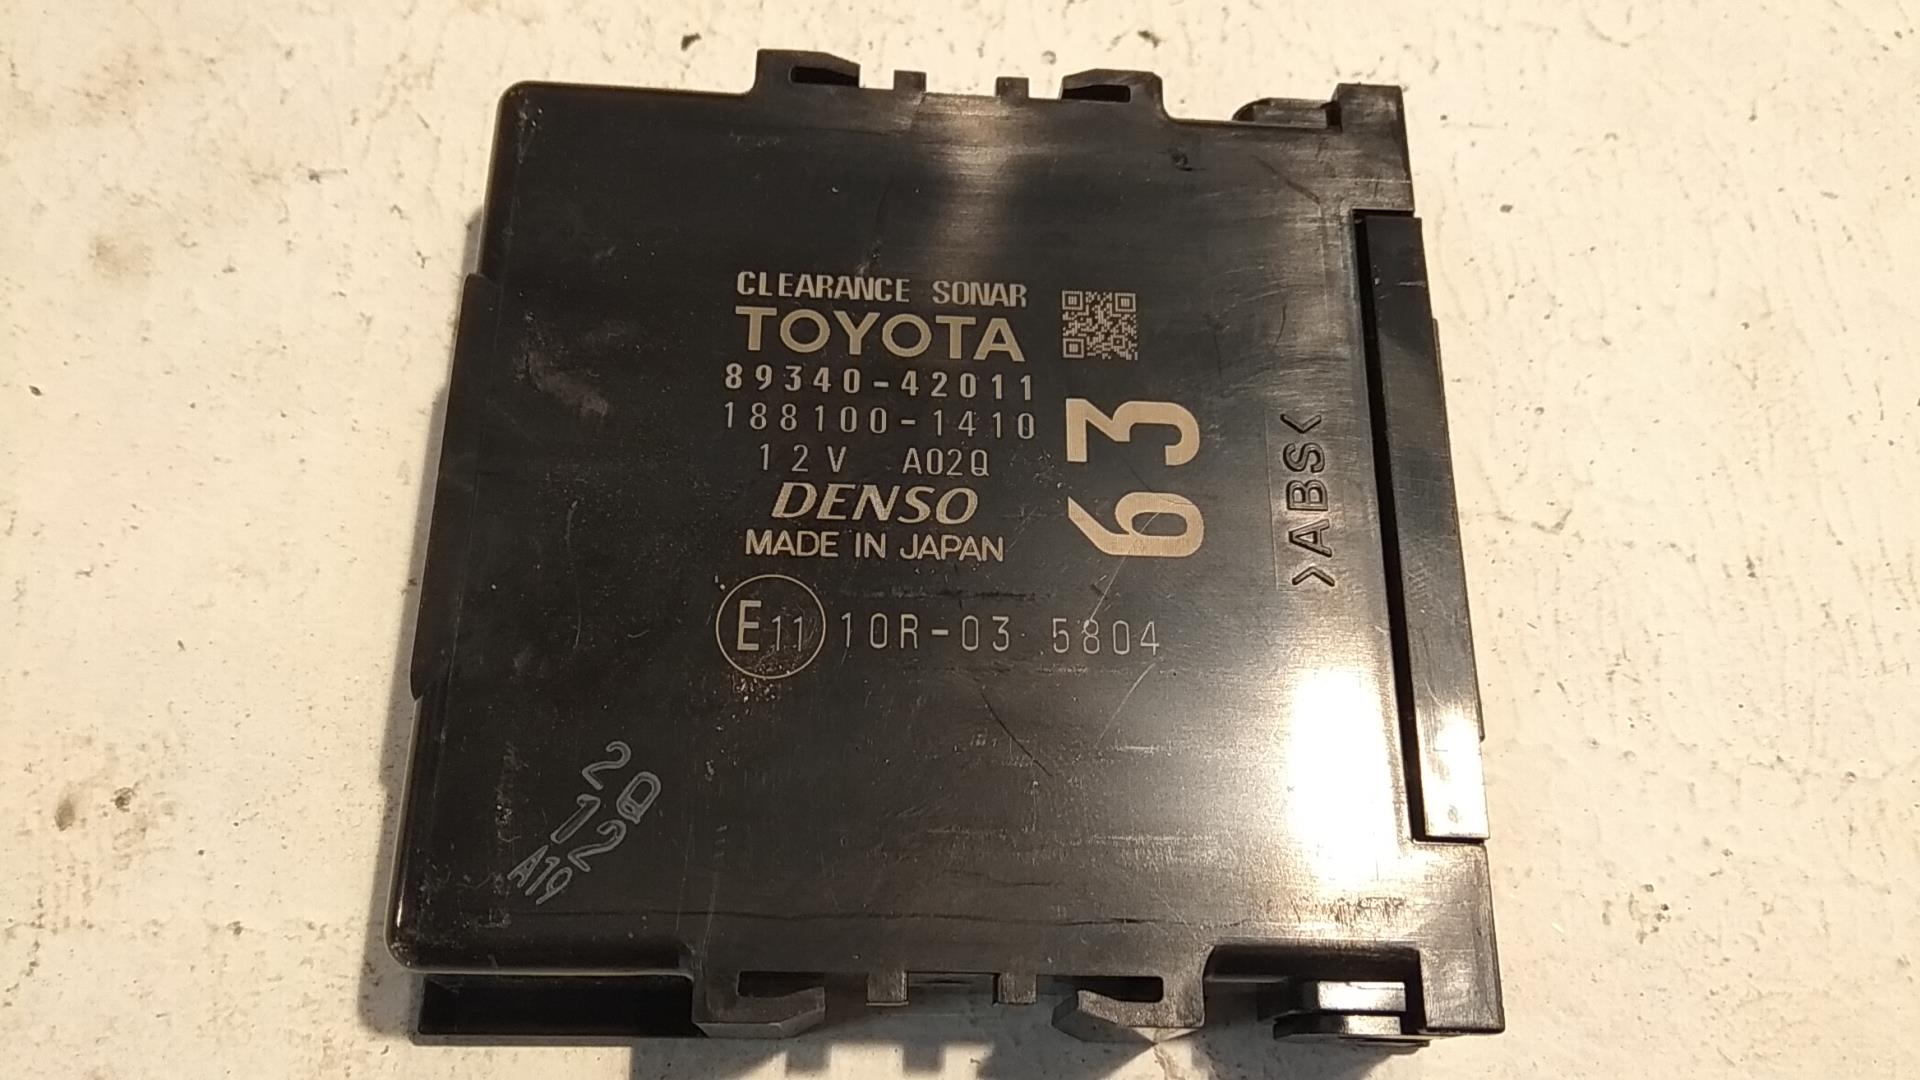 CLEARANCE SONAR
TOYOTA
89340-42011
188100-1410
12V A02Q
DENSO
MADE IN JAPAN
63
>ABS<
E11 10R-03 5804
2Q
12
A19